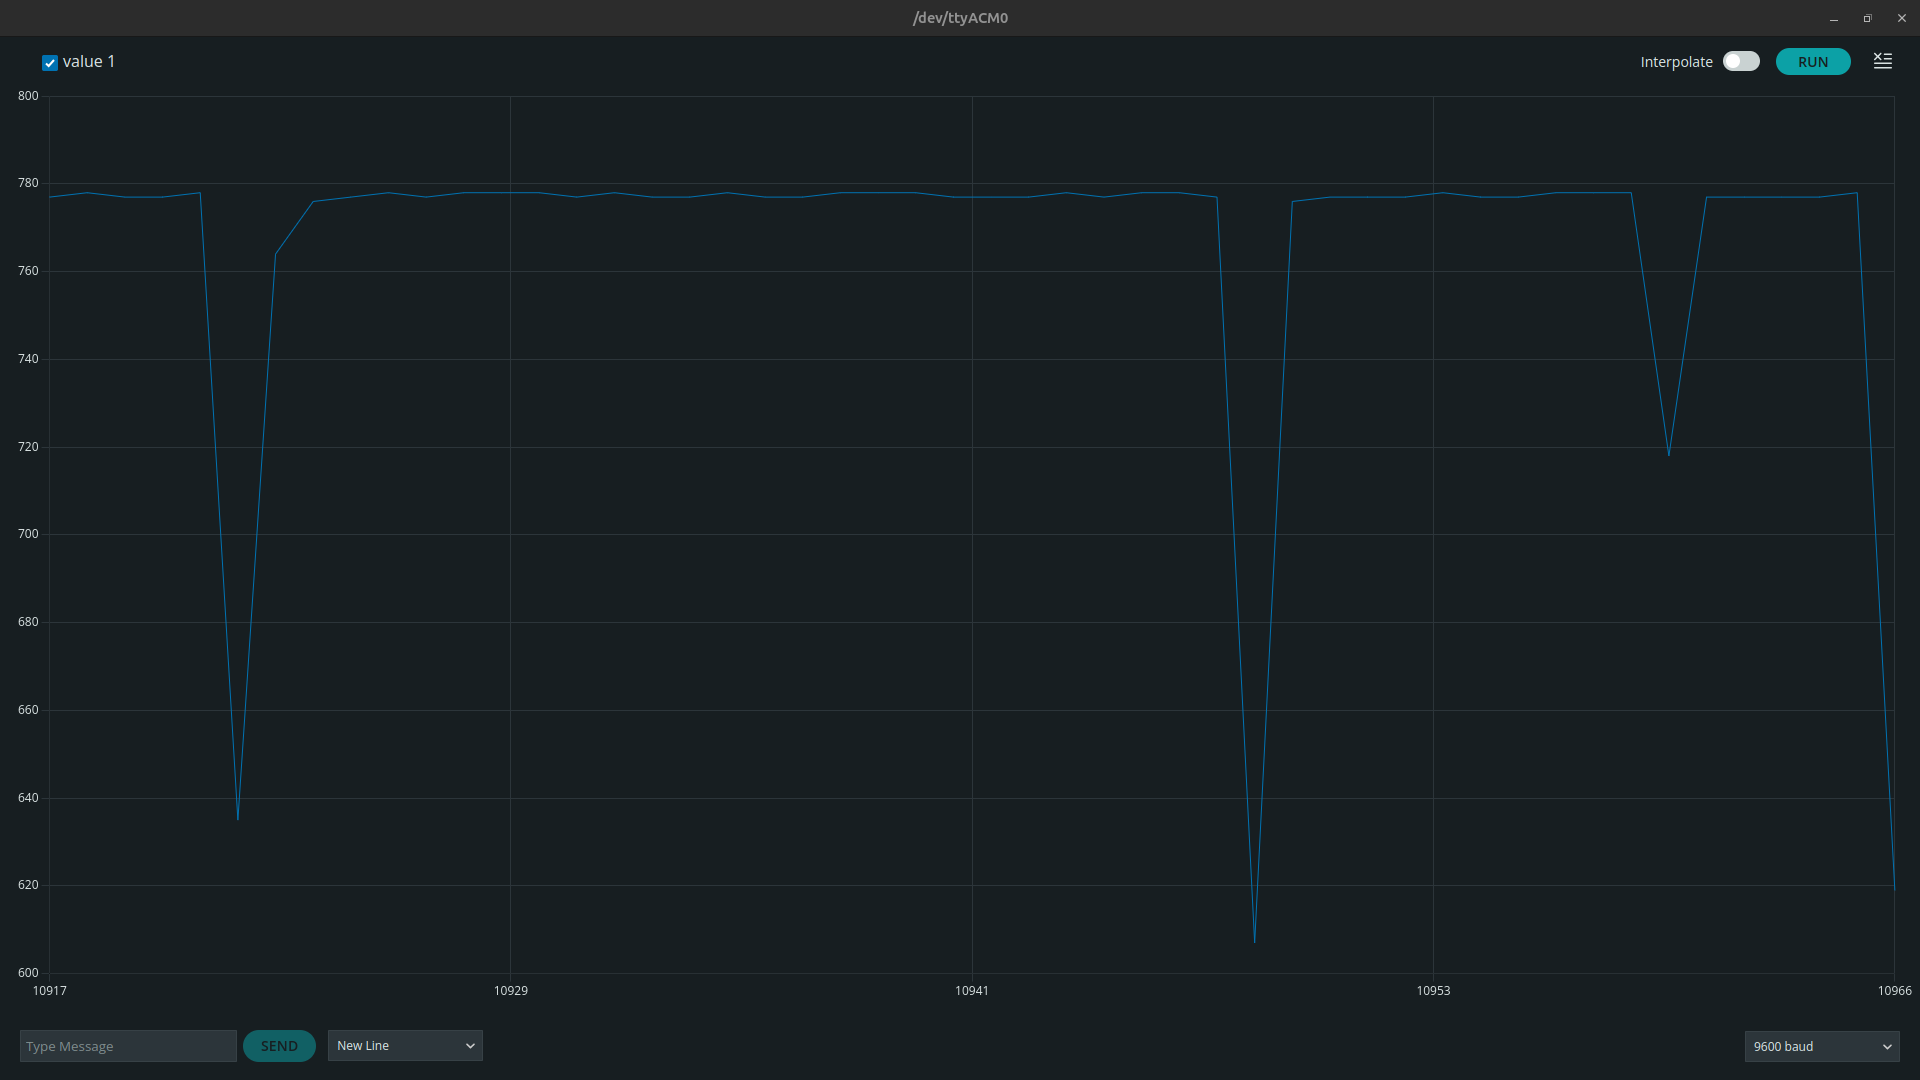 /dev/ttyACM0
value 1
Interpolate
RUN
800
780
760
740
720
700
680
660
640
620
600
10917
10929
10941
10953
10966
Type Message
SEND
New Line
9600 baud